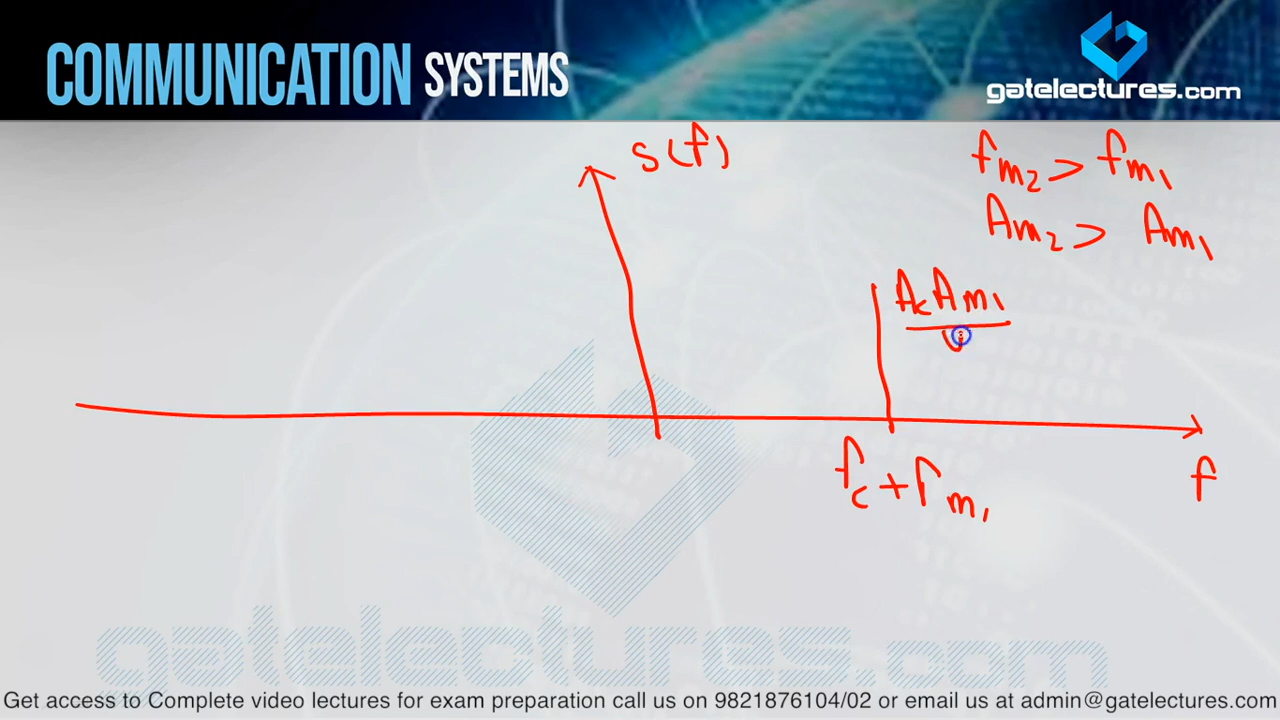 COMMUNICATION SYSTEMS
gatelectures.com
S(f)
fm2 > fm1
Am2 > Am1
AcAm1
fc + fm1
f
gatelectures.com
Get access to Complete video lectures for exam preparation call us on 9821876104/02 or email us at admin@gatelectures.com